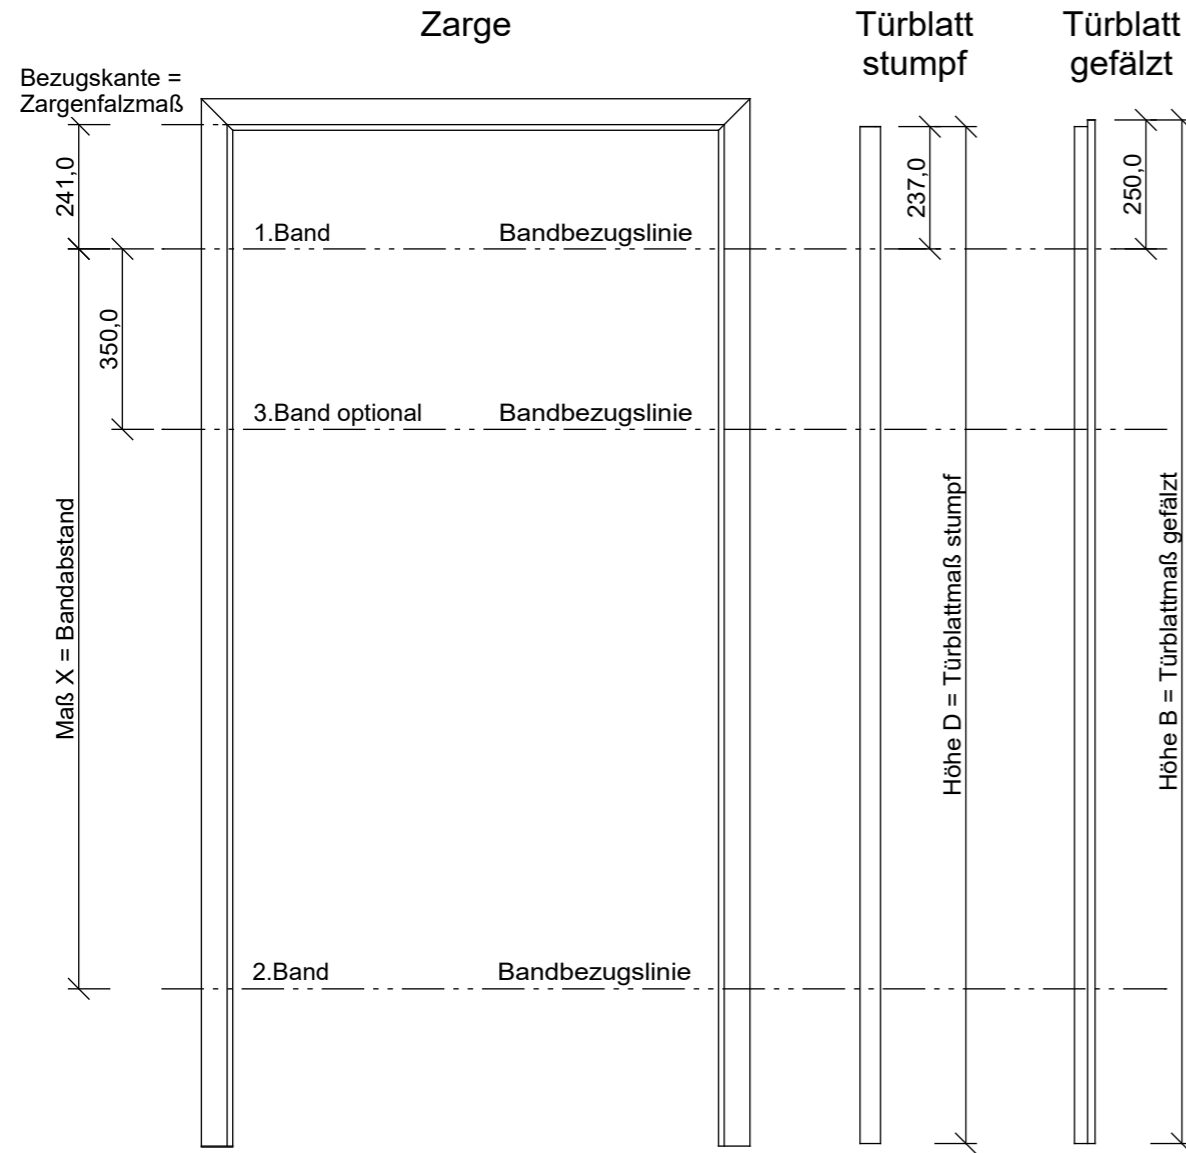 Zarge
Türblatt
stumpf
Türblatt
gefälzt
Bezugskante =
Zargenfalzmaß
241,0
237,0
250,0
1.Band
Bandbezugslinie
350,0
3.Band optional
Bandbezugslinie
Maß X = Bandabstand
Höhe D = Türblattmaß stumpf
Höhe B = Türblattmaß gefälzt
2.Band
Bandbezugslinie